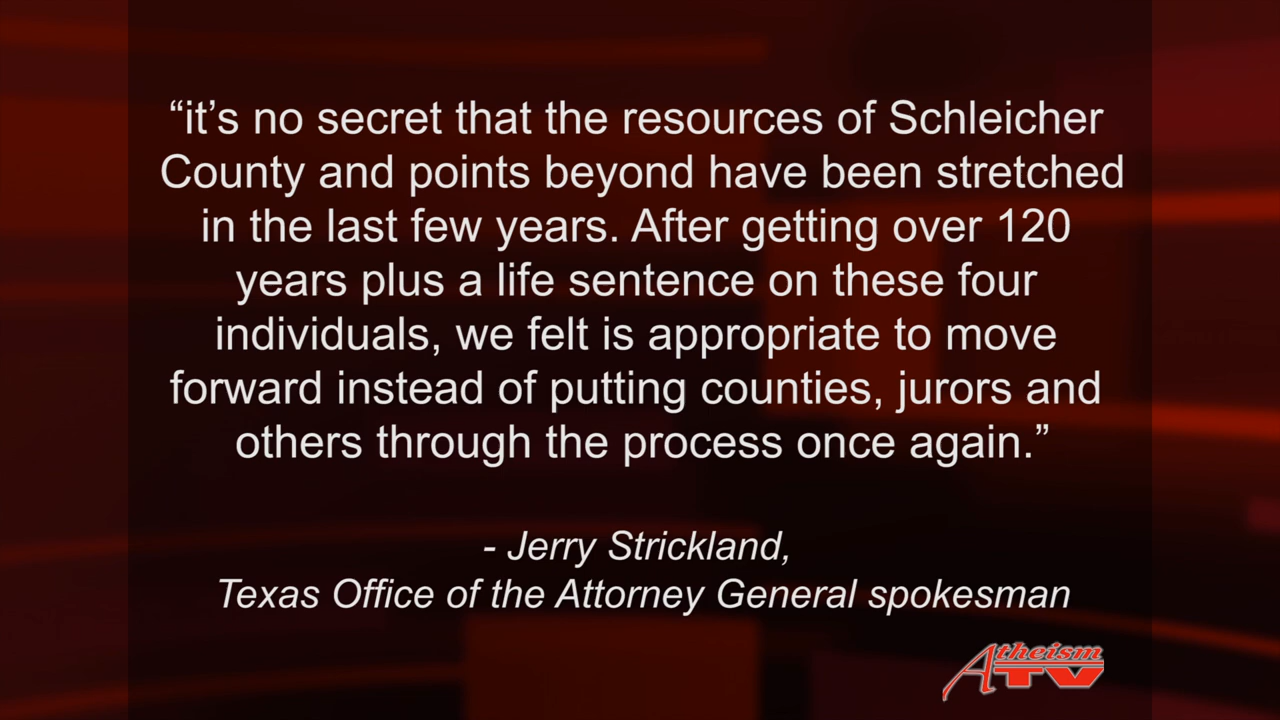 “it’s no secret that the resources of Schleicher
County and points beyond have been stretched
in the last few years. After getting over 120
years plus a life sentence on these four
individuals, we felt is appropriate to move
forward instead of putting counties, jurors and
others through the process once again.”
- Jerry Strickland,
Texas Office of the Attorney General spokesman
Atheism
TV